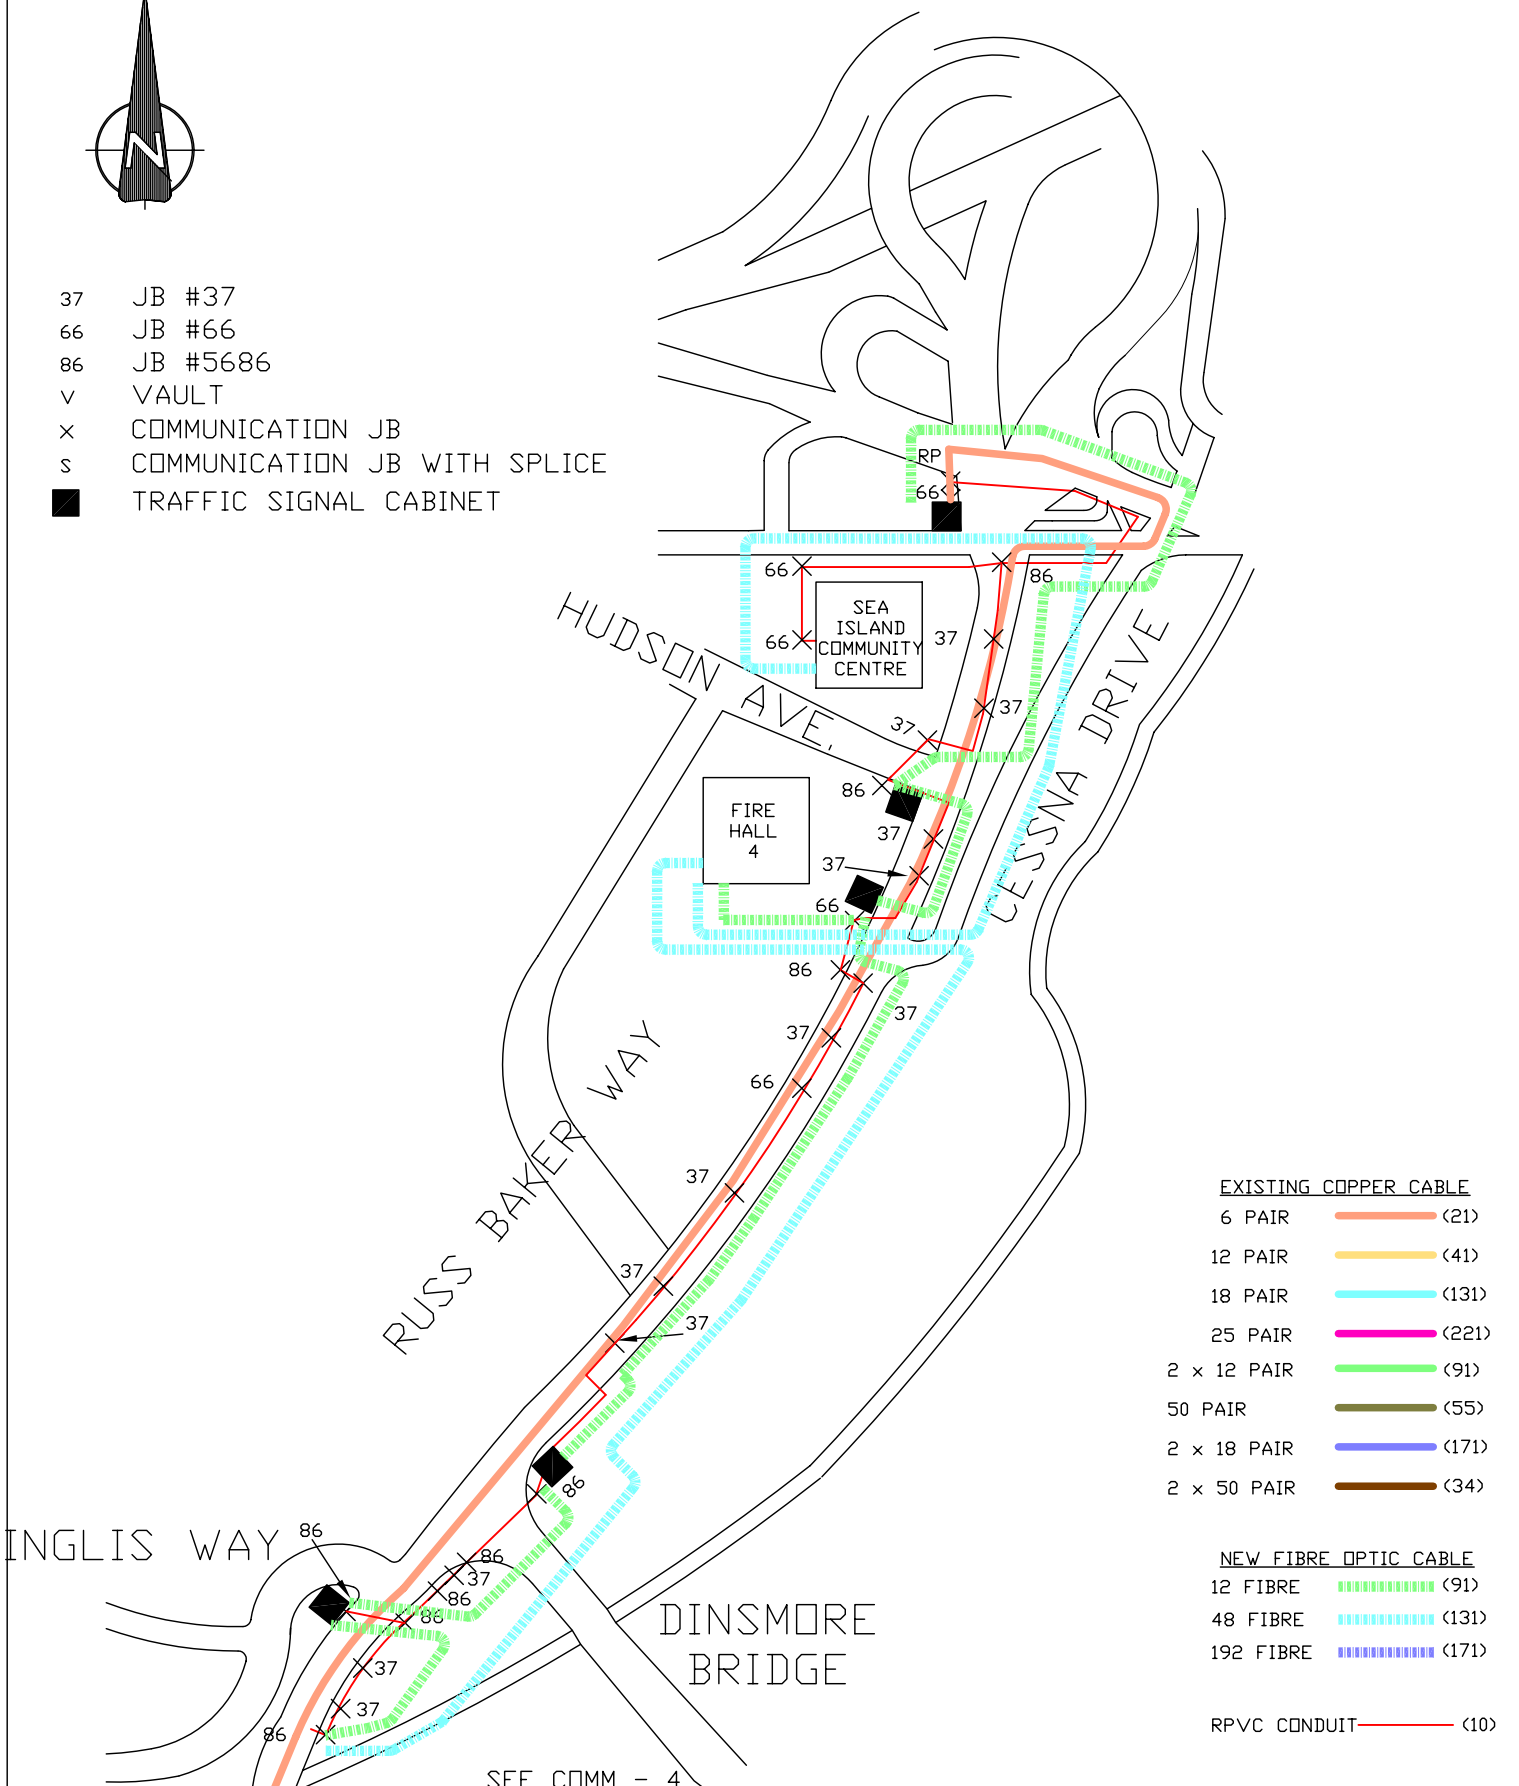 N
37 JB #37
66 JB #66
86 JB #5686
V VAULT
X COMMUNICATION JB
S COMMUNICATION JB WITH SPLICE
TRAFFIC SIGNAL CABINET
RP
66
66
86
SEA
ISLAND
COMMUNITY
CENTRE
37
66
HUDSON AVE.
37
37
CESSNA DRIVE
86
FIRE
HALL
4
37
37
66
86
37
37
66
RUSS BAKER WAY
37
37
37
86
INGLIS WAY
86
86
37
86
86
DINSMORE
BRIDGE
37
37
86
SEE COMM - 4
EXISTING COPPER CABLE
6 PAIR (21)
12 PAIR (41)
18 PAIR (131)
25 PAIR (221)
2 x 12 PAIR (91)
50 PAIR (55)
2 x 18 PAIR (171)
2 x 50 PAIR (34)
NEW FIBRE OPTIC CABLE
12 FIBRE (91)
48 FIBRE (131)
192 FIBRE (171)
RPVC CONDUIT (10)